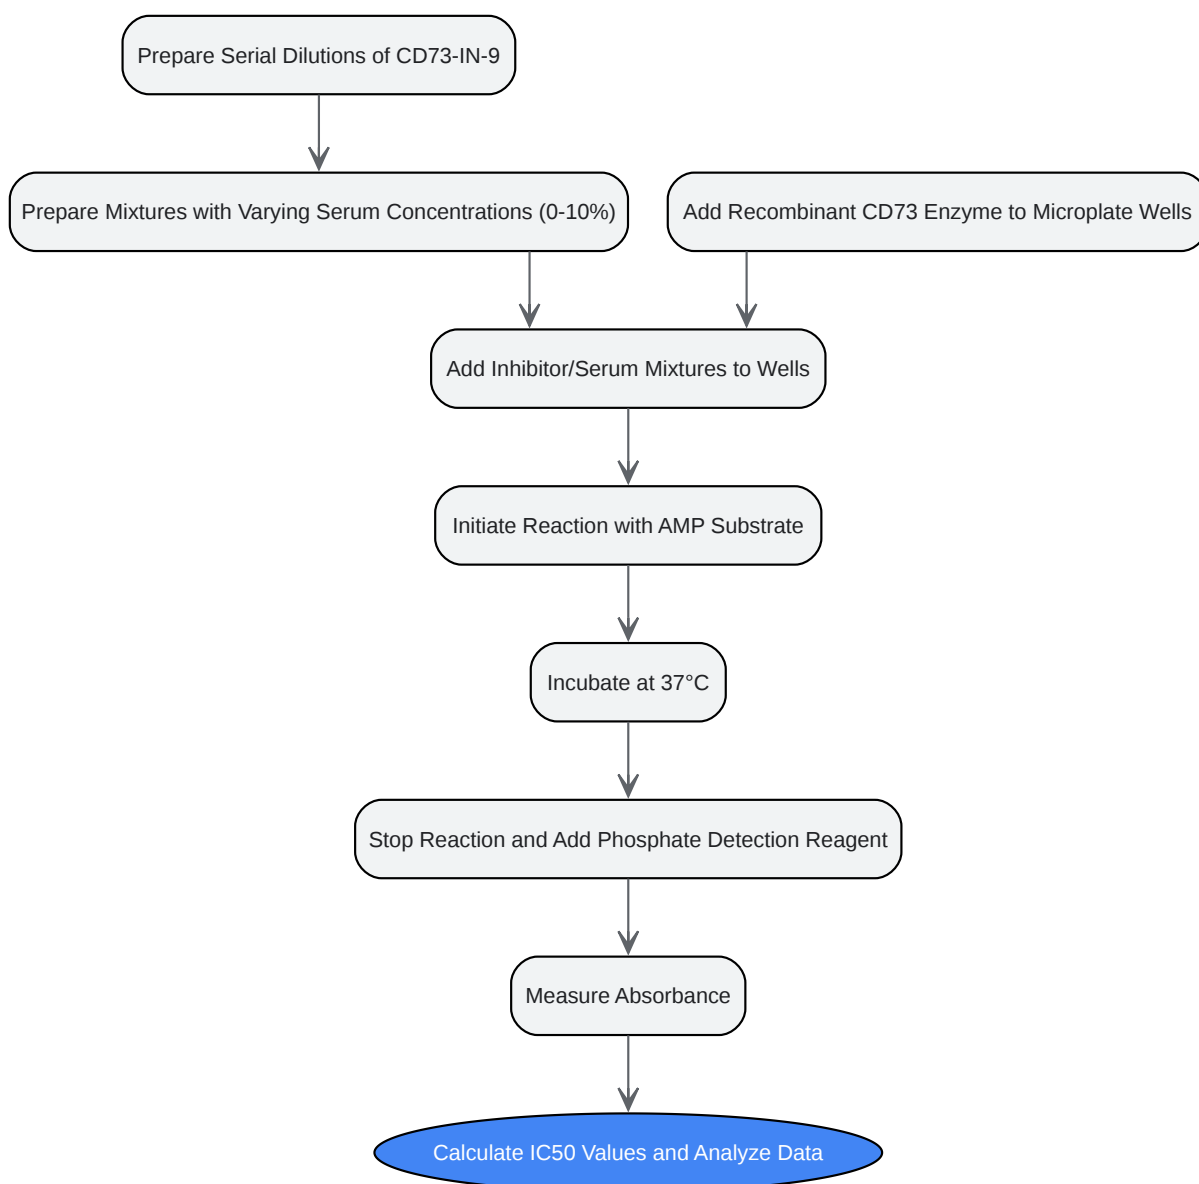 Prepare Serial Dilutions of CD73-IN-9
Prepare Mixtures with Varying Serum Concentrations (0-10%)
Add Recombinant CD73 Enzyme to Microplate Wells
Add Inhibitor/Serum Mixtures to Wells
Initiate Reaction with AMP Substrate
Incubate at 37°C
Stop Reaction and Add Phosphate Detection Reagent
Measure Absorbance
Calculate IC50 Values and Analyze Data